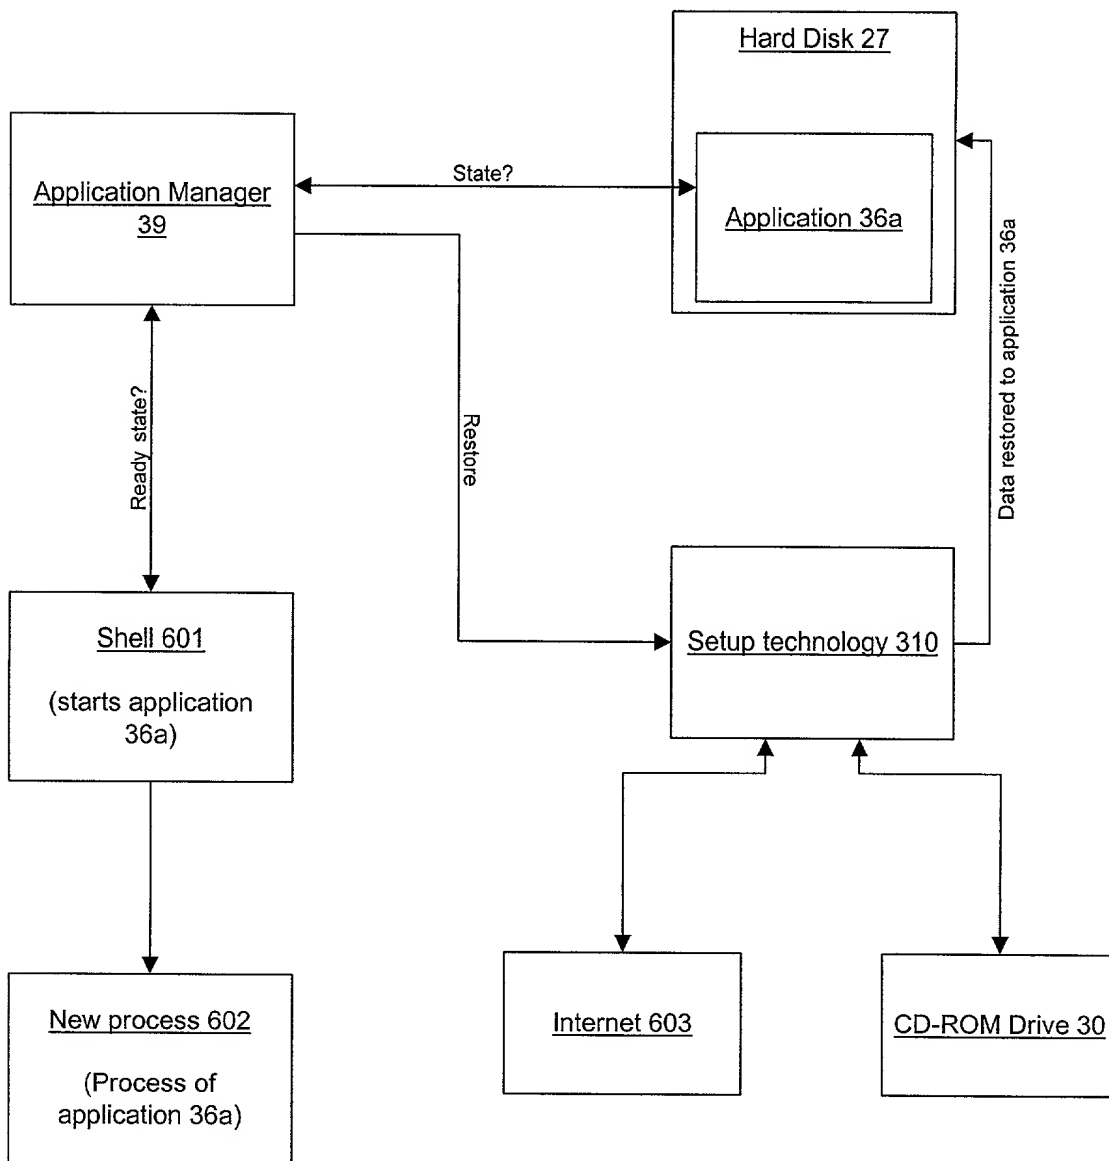 Hard Disk 27
Application Manager
39
State?
Application 36a
Data restored to application 36a
Ready state?
Restore
Shell 601
(starts application
36a)
Setup technology 310
New process 602
(Process of
application 36a)
Internet 603
CD-ROM Drive 30